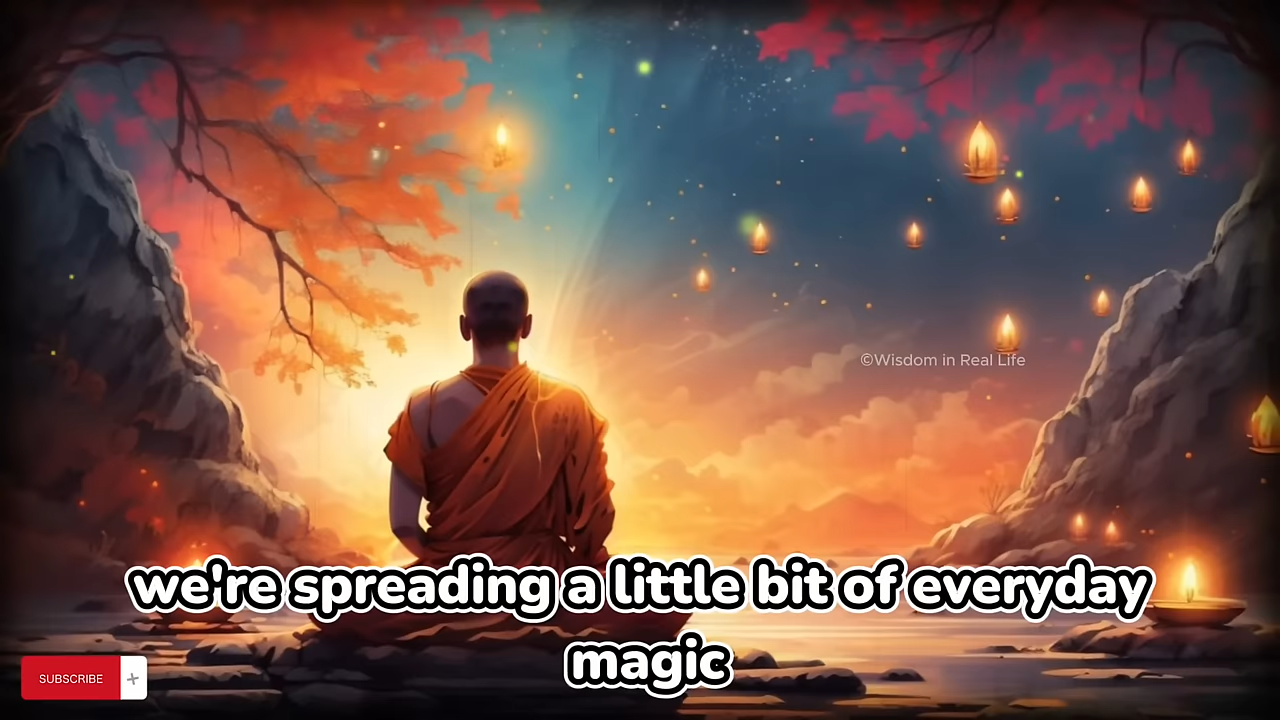 ©Wisdom in Real Life
we're spreading a little bit of everyday
magic
SUBSCRIBE +